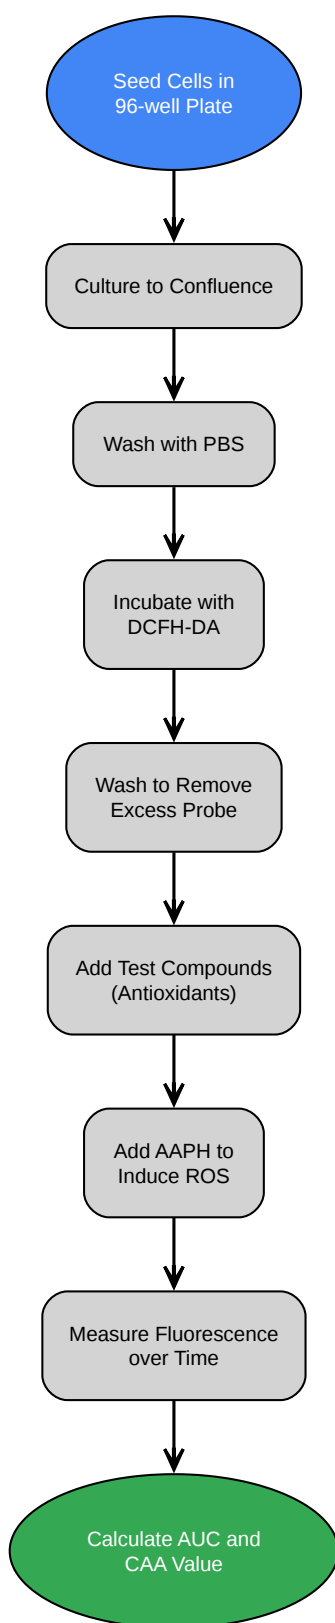 Seed Cells in
96-well Plate
Culture to Confluence
Wash with PBS
Incubate with
DCFH-DA
Wash to Remove
Excess Probe
Add Test Compounds
(Antioxidants)
Add AAPH to
Induce ROS
Measure Fluorescence
over Time
Calculate AUC and
CAA Value